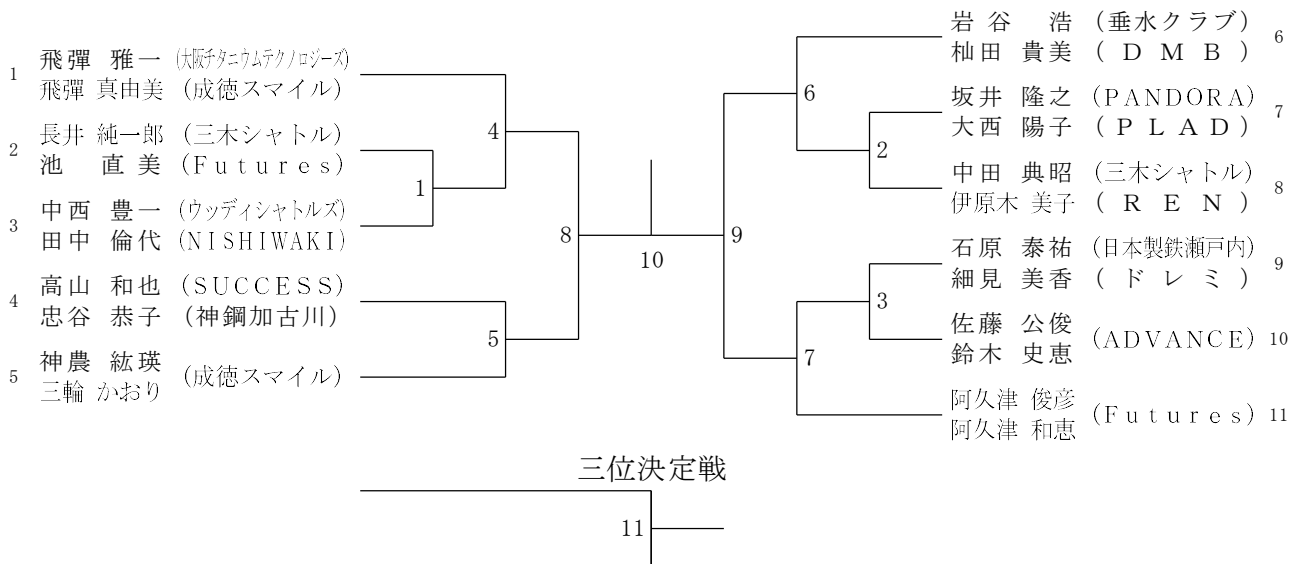 1
飛彈 雅一 (大阪チタニウムテクノロジーズ)
飛彈 真由美 (成徳スマイル)
2
長井 純一郎 (三木シャトル)
池 直美 (Futures)
3
中西 豊一 (ウッディシャトルズ)
田中 倫代 (NISHIWAKI)
4
高山 和也 (SUCCESS)
忠谷 恭子 (神鋼加古川)
5
神農 紘瑛
三輪 かおり
(成徳スマイル)
4
1
8
5
10
9
6
2
3
7
岩谷 浩 (垂水クラブ)
杣田 貴美 (DMB)
6
坂井 隆之 (PANDORA)
大西 陽子 (PLAD)
7
中田 典昭 (三木シャトル)
伊原木 美子 (REN)
8
石原 泰祐 (日本製鉄瀬戸内)
細見 美香 (ドレミ)
9
佐藤 公俊
鈴木 史恵
(ADVANCE)
10
阿久津 俊彦
阿久津 和恵
(Futures)
11
三位決定戦
11